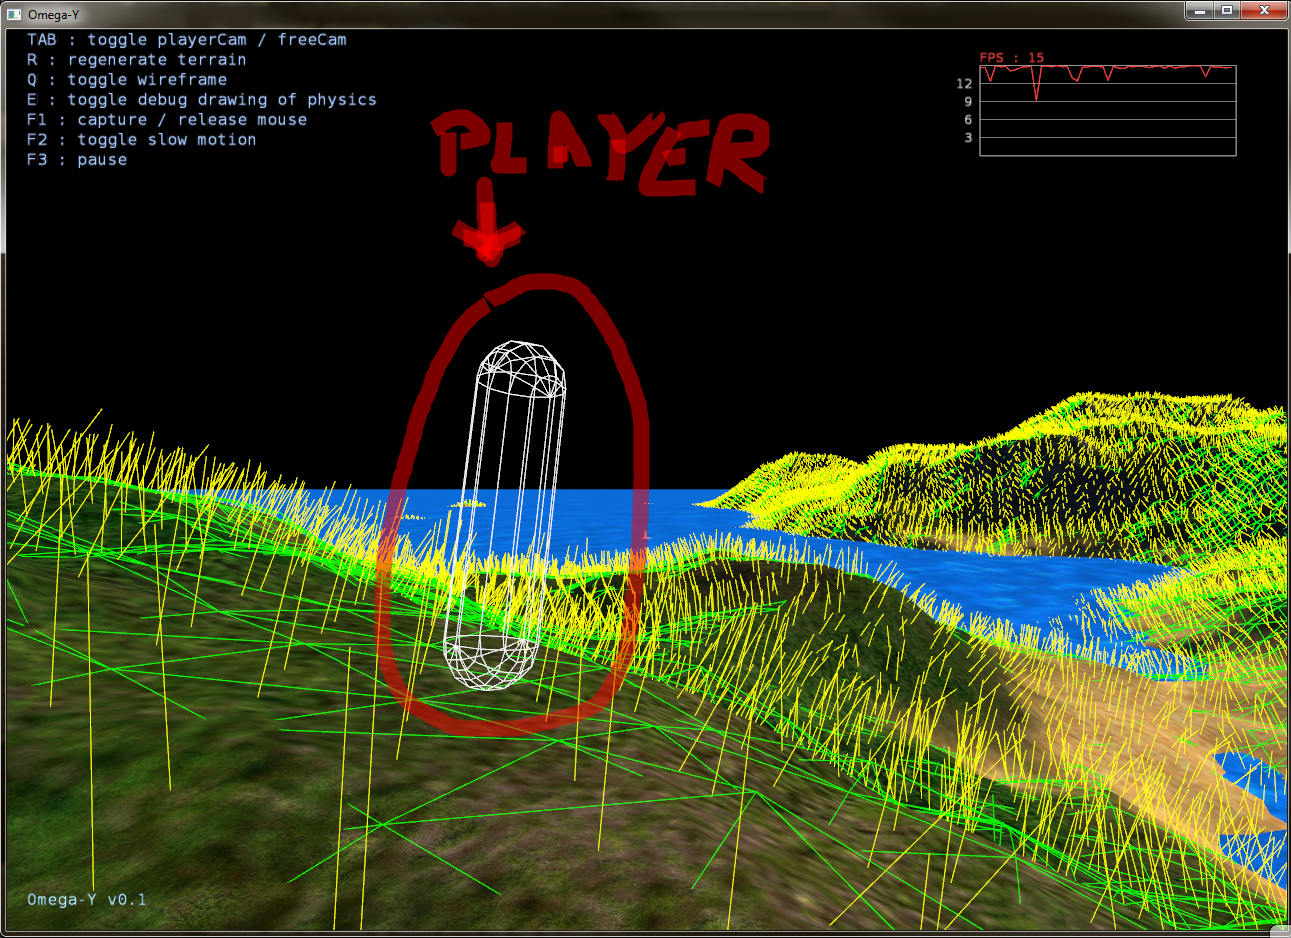 Omega-Y
TAB : toggle playerCam / freeCam
R : regenerate terrain
Q : toggle wireframe
E : toggle debug drawing of physics
F1 : capture / release mouse
F2 : toggle slow motion
F3 : pause
FPS : 15
12
9
6
3
PLAYER
Omega-Y v0.1